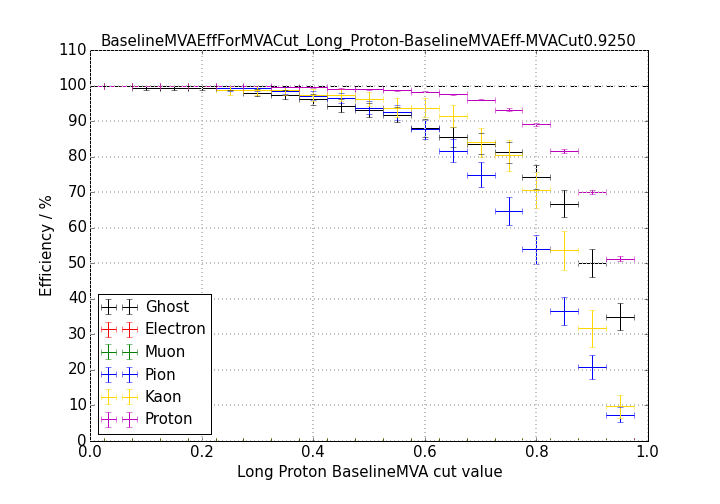 BaselineMVAEffForMVACut_Long_Proton-BaselineMVAEff-MVACut0.9250
110
100
90
80
70
60
50
40
30
20
10
0
Efficiency / %
Ghost
Electron
Muon
Pion
Kaon
Proton
0.0 0.2 0.4 0.6 0.8 1.0
Long Proton BaselineMVA cut value